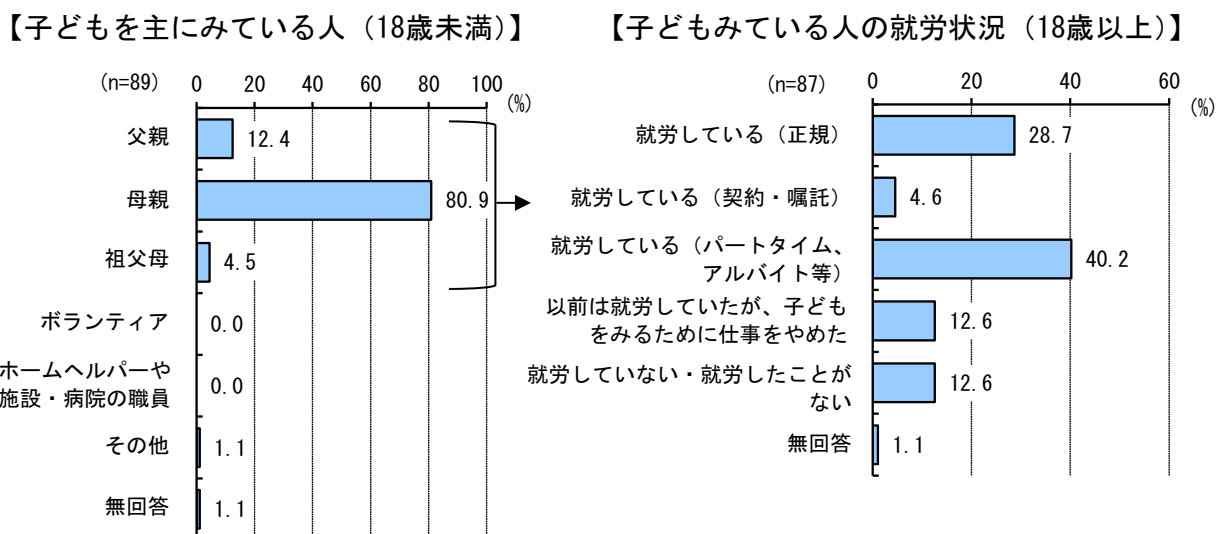 【子どもを主にみている人（18歳未満）】
(n=89)
0 20 40 60 80 100
(%)
父親 12.4
母親 80.9
祖父母 4.5
ボランティア 0.0
ホームヘルパーや
施設・病院の職員 0.0
その他 1.1
無回答 1.1
【子どもみている人の就労状況（18歳以上）】
(n=87)
0 20 40 60
(%)
就労している（正規） 28.7
就労している（契約・嘱託） 4.6
就労している（パートタイム、
アルバイト等） 40.2
以前は就労していたが、子ども
をみるために仕事をやめた 12.6
就労していない・就労したことが
ない 12.6
無回答 1.1